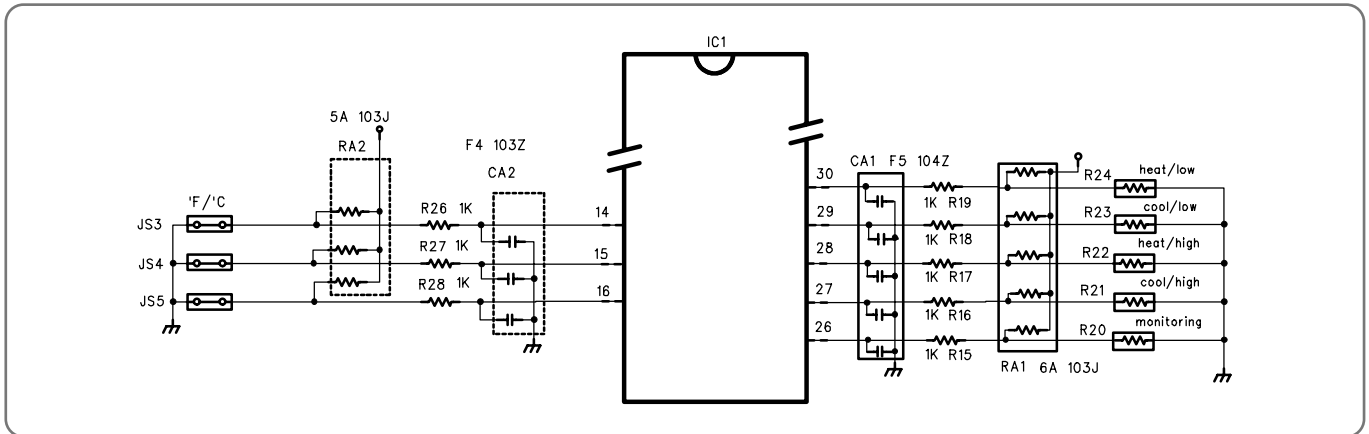 IC1
5A 103J
RA2
F4 103Z
CA2
'F/'C
JS3
JS4
JS5
R26 1K
R27 1K
R28 1K
14
15
16
30
29
28
27
26
CA1 F5 104Z
1K R19
1K R18
1K R17
1K R16
1K R15
RA1 6A 103J
R24 heat/low
R23 cool/low
R22 heat/high
R21 cool/high
R20 monitoring